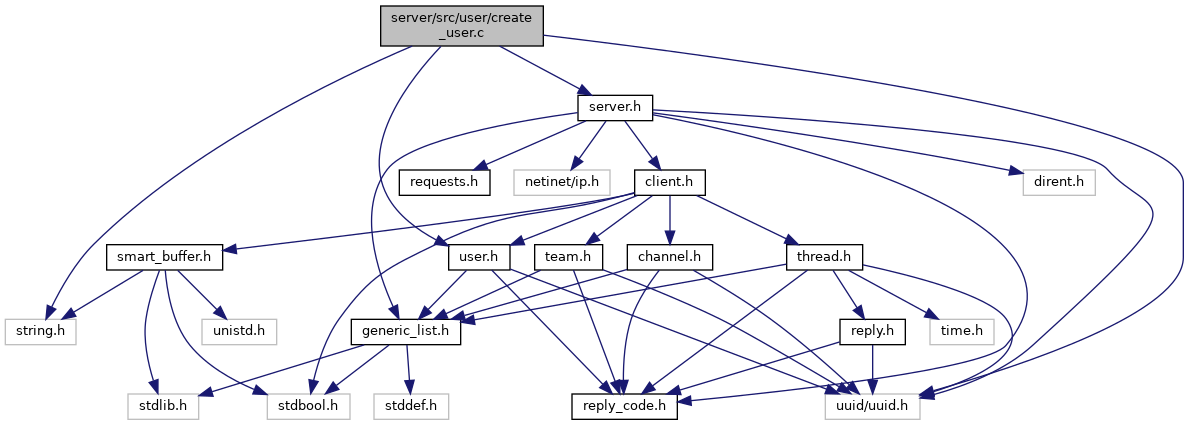 server/src/user/create
_user.c
server.h
requests.h
netinet/ip.h
client.h
dirent.h
smart_buffer.h
user.h
team.h
channel.h
thread.h
string.h
unistd.h
generic_list.h
reply.h
time.h
stdlib.h
stdbool.h
stddef.h
reply_code.h
uuid/uuid.h